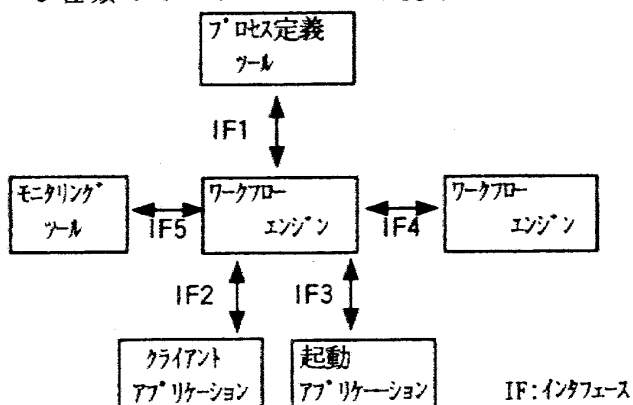 プロセス定義
ツール
IF1
モニタリング
ツール
IF5
ワークフロー
エンジン
IF4
ワークフロー
エンジン
IF2
IF3
クライアント
アプリケーション
起動
アプリケーション
IF:インタフェース